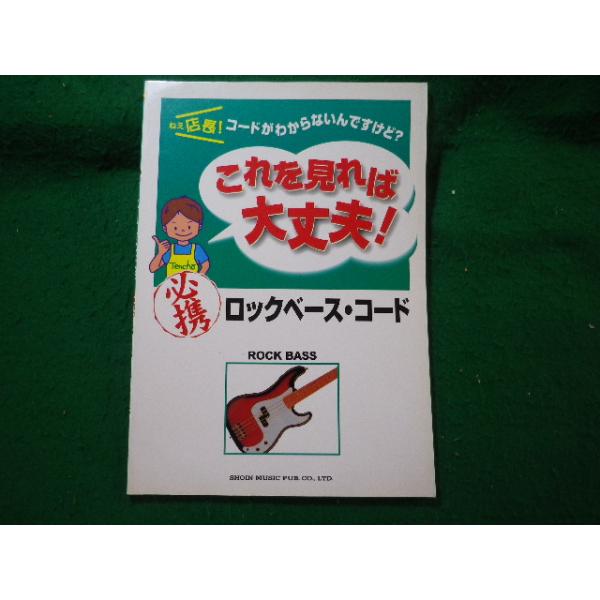 ねえ店長！コードがわからないんですけど？
これを見れば
大丈夫！
Tencho
必携
ロックベース・コード
ROCK BASS
SHOIN MUSIC PUB. CO., LTD.